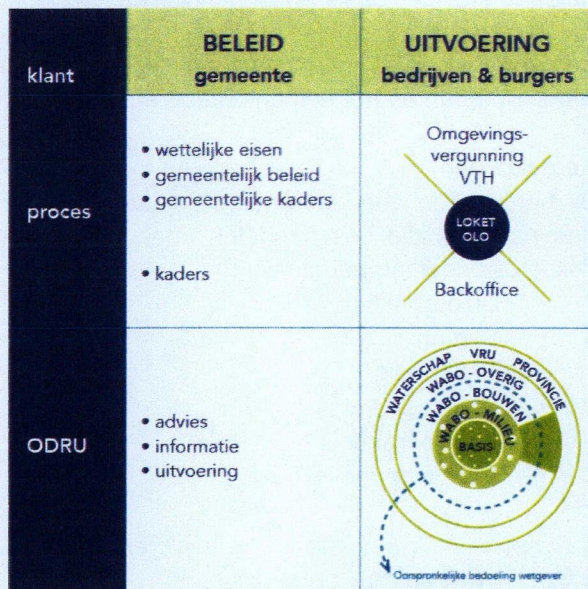 klant
BELEID
gemeente
UITVOERING
bedrijven & burgers
proces
• wettelijke eisen
• gemeentelijk beleid
• gemeentelijke kaders
• kaders
Omgevings-
vergunning
VTH
LOKET
OLO
Backoffice
ODRU
• advies
• informatie
• uitvoering
WATERSCHAP VRU PROVINCIE
WABO - OVERIG
WABO - BOUWEN
WABO - MILIEU
BASIS
Oorspronkelijke bedoeling wetgever